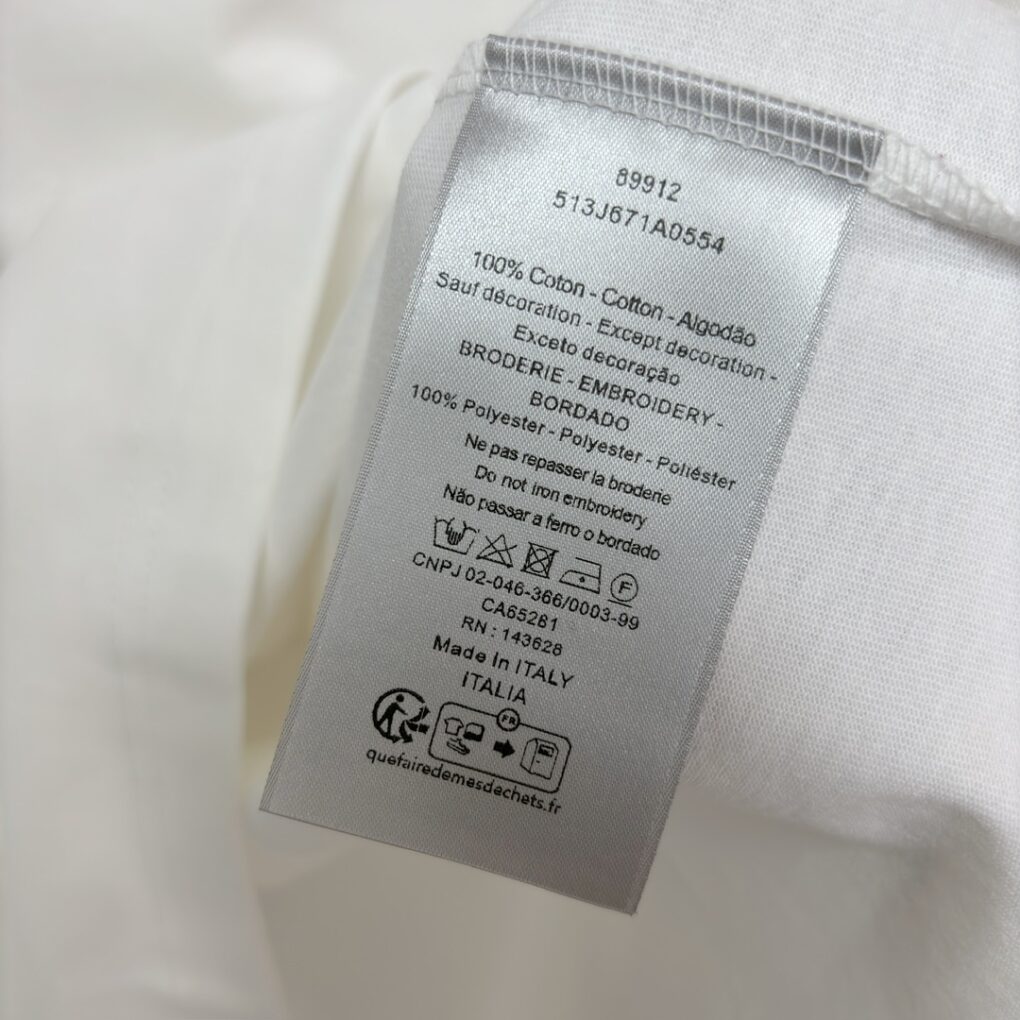 89912
513J671A0554
100% Coton - Cotton - Algodão
Sauf décoration - Except decoration -
Exceto decoração
BRODERIE - EMBROIDERY -
BORDADO
100% Polyester - Polyester - Poliéster
Ne pas repasser la broderie
Do not iron embroidery
Não passar a ferro o bordado
F
CNPJ 02-046-366/0003-99
CA65281
RN : 143628
Made In ITALY
ITALIA
FR
quefairedemesdechets.fr